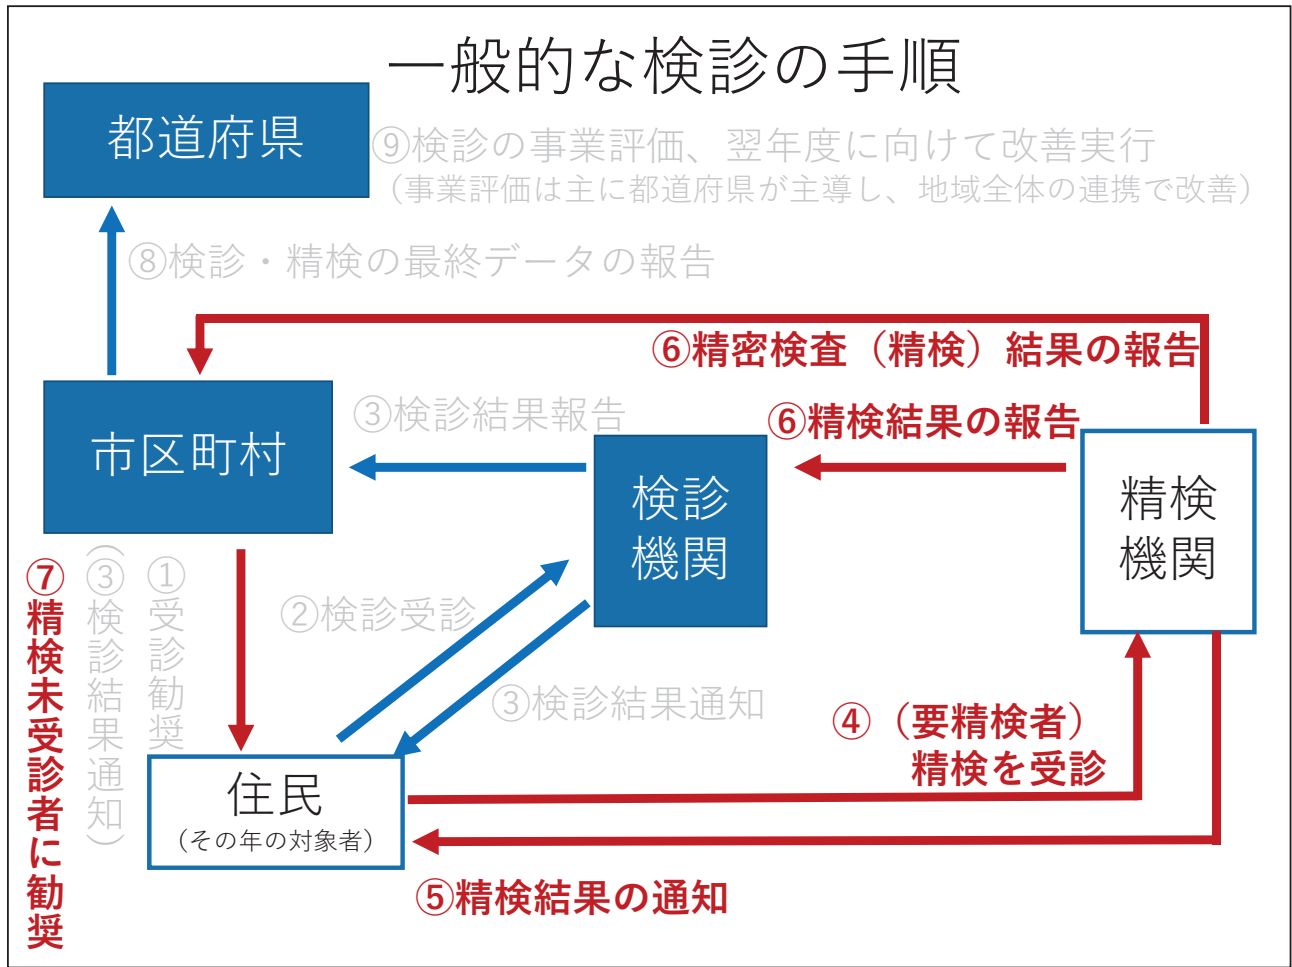 一般的な検診の手順
都道府県
⑨検診の事業評価、翌年度に向けて改善実行
（事業評価は主に都道府県が主導し、地域全体の連携で改善）
⑧検診・精検の最終データの報告
⑥精密検査（精検）結果の報告
市区町村
③検診結果報告
⑥精検結果の報告
検診
機関
精検
機関
①受診勧奨
（③検診結果通知）
⑦精検未受診者に勧奨
②検診受診
③検診結果通知
④（要精検者）
精検を受診
住民
（その年の対象者）
⑤精検結果の通知